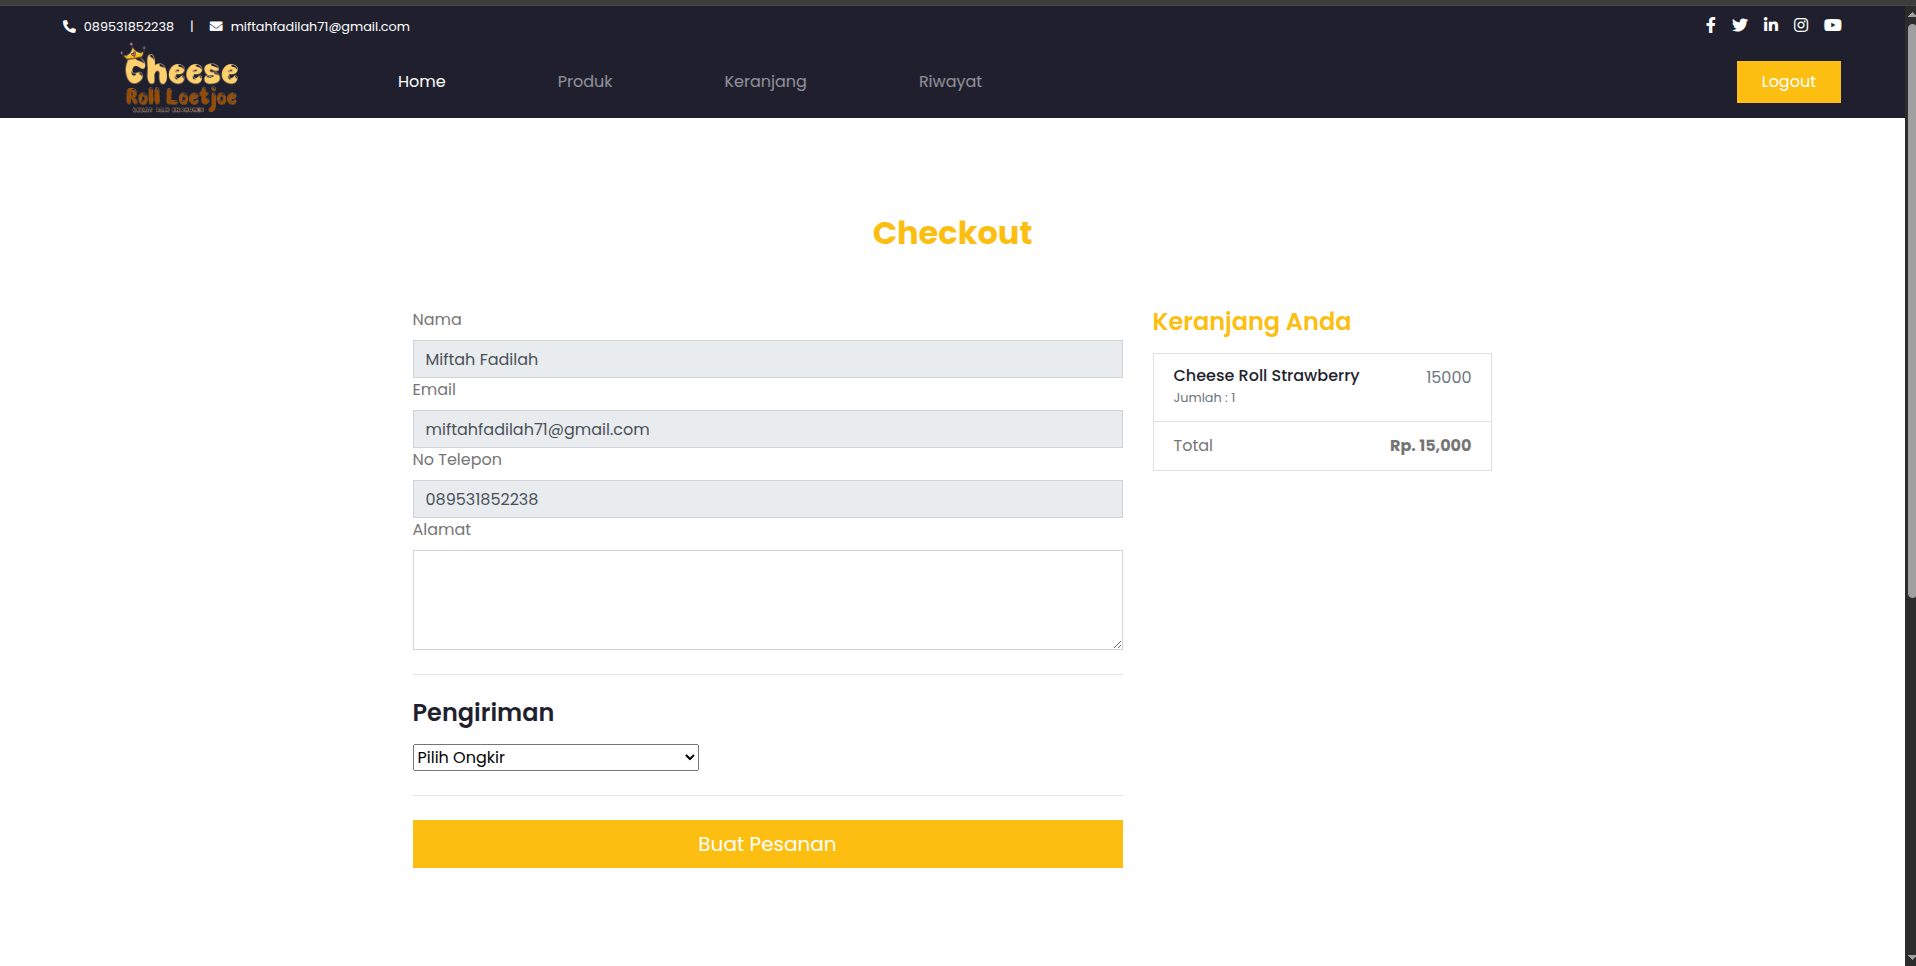 089531852238 | miftahfadilah71@gmail.com
Cheese
Roll Loetjoe
Home Produk Keranjang Riwayat Logout
Checkout
Nama
Miftah Fadilah
Email
miftahfadilah71@gmail.com
No Telepon
089531852238
Alamat
Pengiriman
Pilih Ongkir
Buat Pesanan
Keranjang Anda
Cheese Roll Strawberry 15000
Jumlah : 1
Total Rp. 15,000